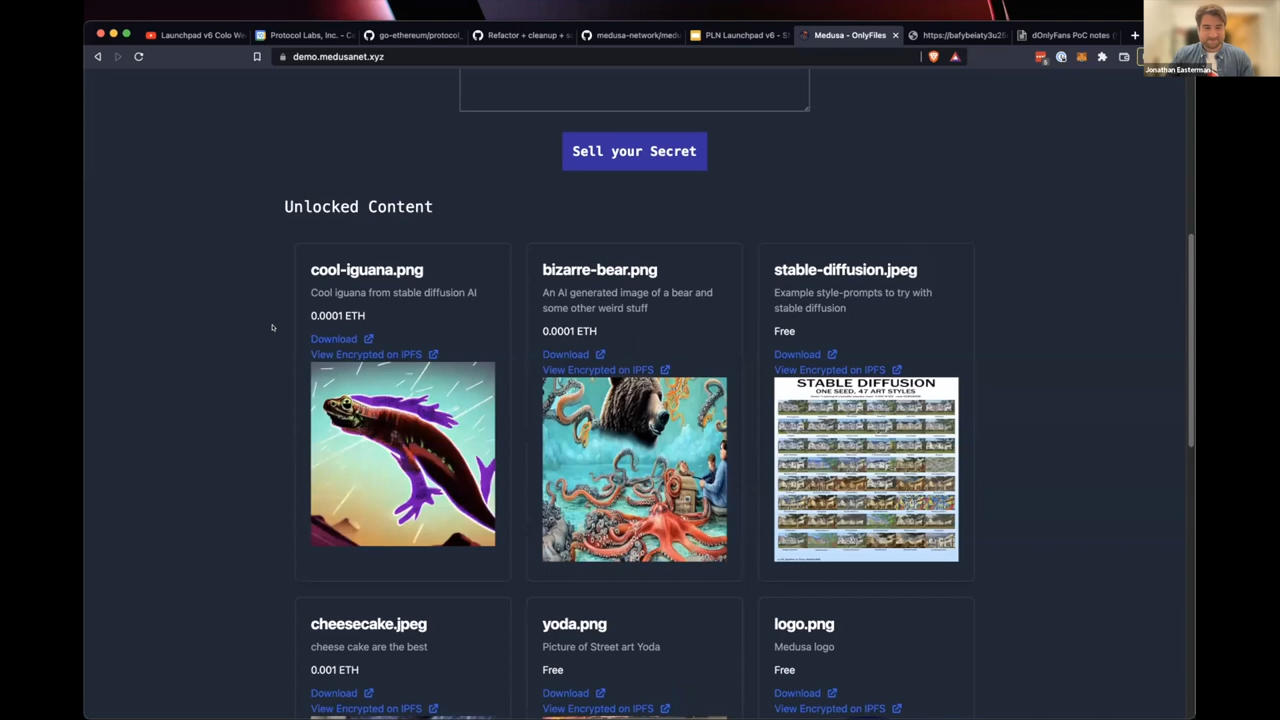 Launchpad v6 Colo We
Protocol Labs, Inc. - Ca
go-ethereum/protocol_
Refactor + cleanup + s
medusa-network/medu
PLN Launchpad v6 - S
Medusa - OnlyFiles
https://bafybeiaty3u25
dOnlyFans PoC notes
demo.medusanet.xyz
Jonathan Easterman
Sell your Secret
Unlocked Content
cool-iguana.png
Cool iguana from stable diffusion AI
0.0001 ETH
Download
View Encrypted on IPFS
bizarre-bear.png
An AI generated image of a bear and
some other weird stuff
0.0001 ETH
Download
View Encrypted on IPFS
stable-diffusion.jpeg
Example style-prompts to try with
stable diffusion
Free
Download
View Encrypted on IPFS
STABLE DIFFUSION
ONE SEED, 47 ART STYLES
cheesecake.jpeg
cheese cake are the best
0.001 ETH
Download
View Encrypted on IPFS
yoda.png
Picture of Street art Yoda
Free
Download
View Encrypted on IPFS
logo.png
Medusa logo
Free
Download
View Encrypted on IPFS